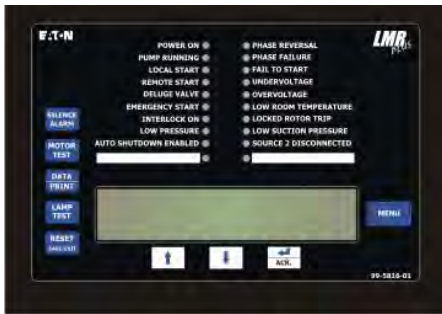 E.T•N
LMR
plus
POWER ON
PUMP RUNNING
LOCAL START
REMOTE START
DELUGE VALVE
EMERGENCY START
INTERLOCK ON
LOW PRESSURE
AUTO SHUTDOWN ENABLED
PHASE REVERSAL
PHASE FAILURE
FAIL TO START
UNDERVOLTAGE
OVERVOLTAGE
LOW ROOM TEMPERATURE
LOCKED ROTOR TRIP
LOW SUCTION PRESSURE
SOURCE 2 DISCONNECTED
SILENCE
ALARM
MOTOR
TEST
DATA
PRINT
LAMP
TEST
RESET
MENU
ACK.
99-5816-01